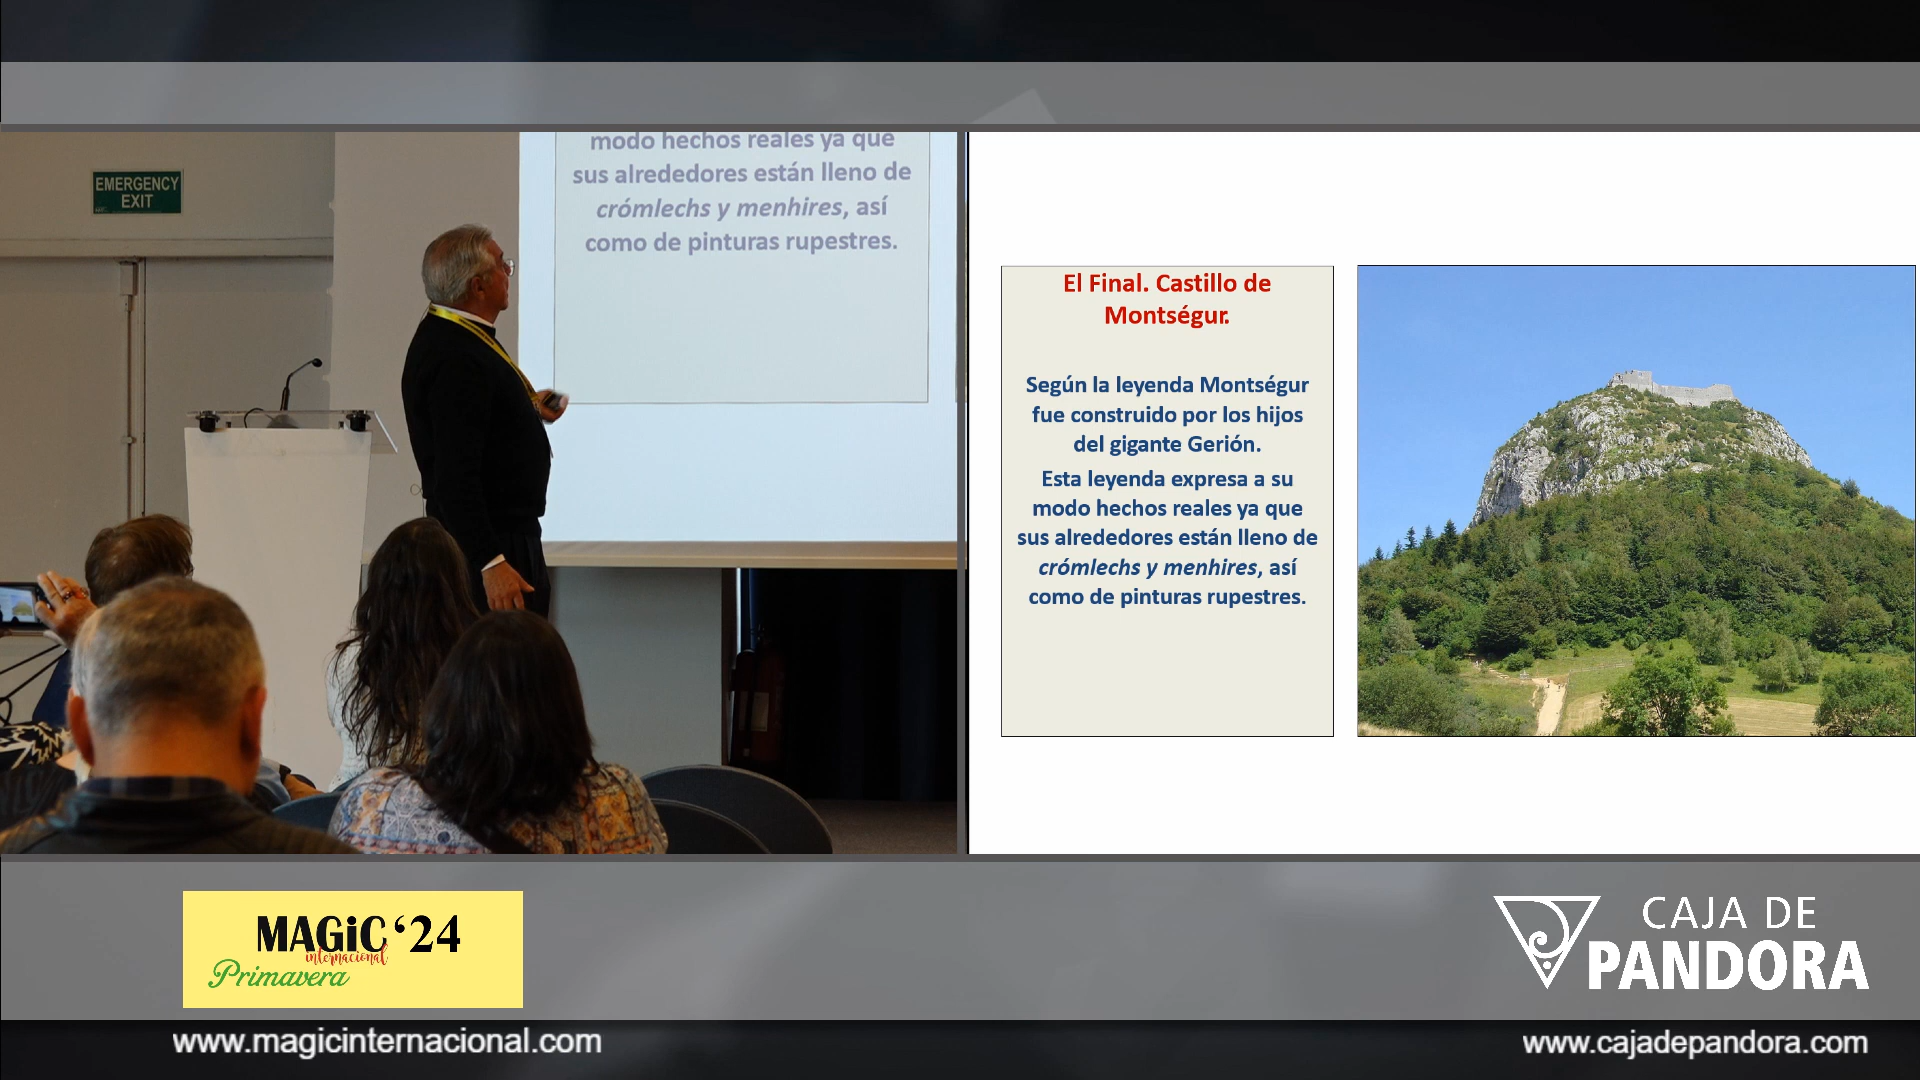 EMERGENCY
EXIT
modo hechos reales ya que
sus alrededores están lleno de
crómlechs y menhires, así
como de pinturas rupestres.
El Final. Castillo de
Montségur.
Según la leyenda Montségur
fue construido por los hijos
del gigante Gerión.
Esta leyenda expresa a su
modo hechos reales ya que
sus alrededores están lleno de
crómlechs y menhires, así
como de pinturas rupestres.
MAGiC ‘24
internacional
Primavera
CAJA DE
PANDORA
www.magicinternacional.com
www.cajadepandora.com